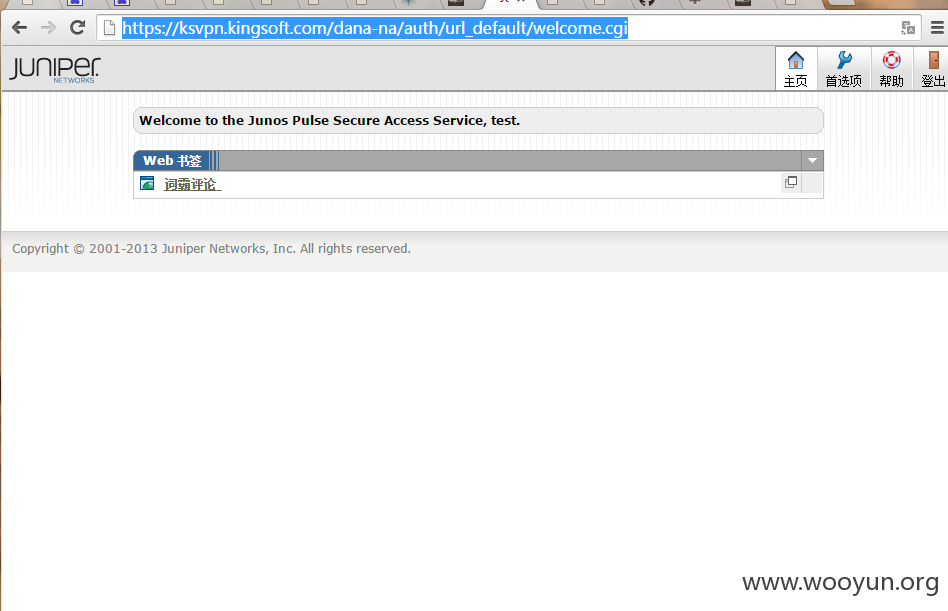 https://ksvpn.kingsoft.com/dana-na/auth/url_default/welcome.cgi
JUNIPER
NETWORKS
主页
首选项
帮助
登出
Welcome to the Junos Pulse Secure Access Service, test.
Web 书签
词霸评论
Copyright © 2001-2013 Juniper Networks, Inc. All rights reserved.
www.wooyun.org